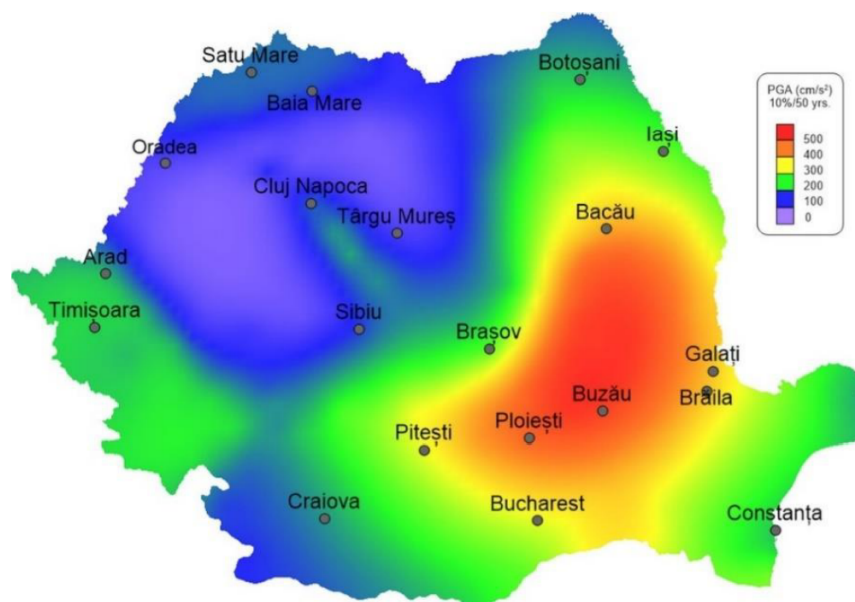 Satu Mare
Botoșani
PGA (cm/s²)
10%/50 yrs.
Baia Mare
500
Iași
400
Oradea
300
200
Cluj Napoca
100
Târgu Mureș
Bacău
0
Arad
Timișoara
Sibiu
Brașov
Galați
Buzău
Brăila
Ploiești
Pitești
Craiova
Bucharest
Constanța